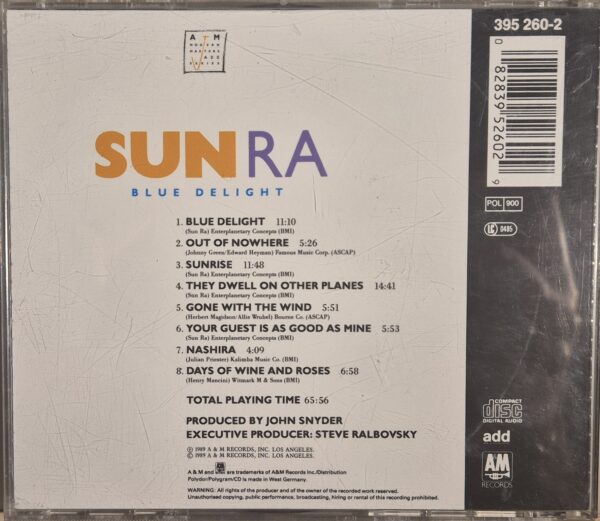 A M
MODERN
MASTERS
JAZZ
SERIES
395 260-2
0 82839 52602 9
SUN RA
BLUE DELIGHT
POL 900
LC 0485
1. BLUE DELIGHT 11:10
(Sun Ra) Enterplanetary Concepts (BMI)
2. OUT OF NOWHERE 5:26
(Johnny Green/Edward Heyman) Famous Music Corp. (ASCAP)
3. SUNRISE 11:48
(Sun Ra) Enterplanetary Concepts (BMI)
4. THEY DWELL ON OTHER PLANES 14:41
(Sun Ra) Enterplanetary Concepts (BMI)
5. GONE WITH THE WIND 5:51
(Herbert Magidson/Allie Wrubel) Bourne Co. (ASCAP)
6. YOUR GUEST IS AS GOOD AS MINE 5:53
(Sun Ra) Enterplanetary Concepts (BMI)
7. NASHIRA 4:09
(Julian Priester) Kalimba Music Co. (BMI)
8. DAYS OF WINE AND ROSES 6:58
(Henry Mancini) Witmark M & Sons (BMI)
TOTAL PLAYING TIME 65:56
PRODUCED BY JOHN SNYDER
EXECUTIVE PRODUCER: STEVE RALBOVSKY
℗ 1989 A & M RECORDS, INC. LOS ANGELES.
© 1989 A & M RECORDS, INC. LOS ANGELES.
A & M and are trademarks of A&M Records Inc./Distribution
Polydor/Polygram/CD is made in West Germany.
WARNING: All rights of the producer and of the owner of the recorded work reserved.
Unauthorised copying, public performance, broadcasting, hiring or rental of this recording prohibited.
COMPACT
disc
DIGITAL AUDIO
add
A&M
RECORDS